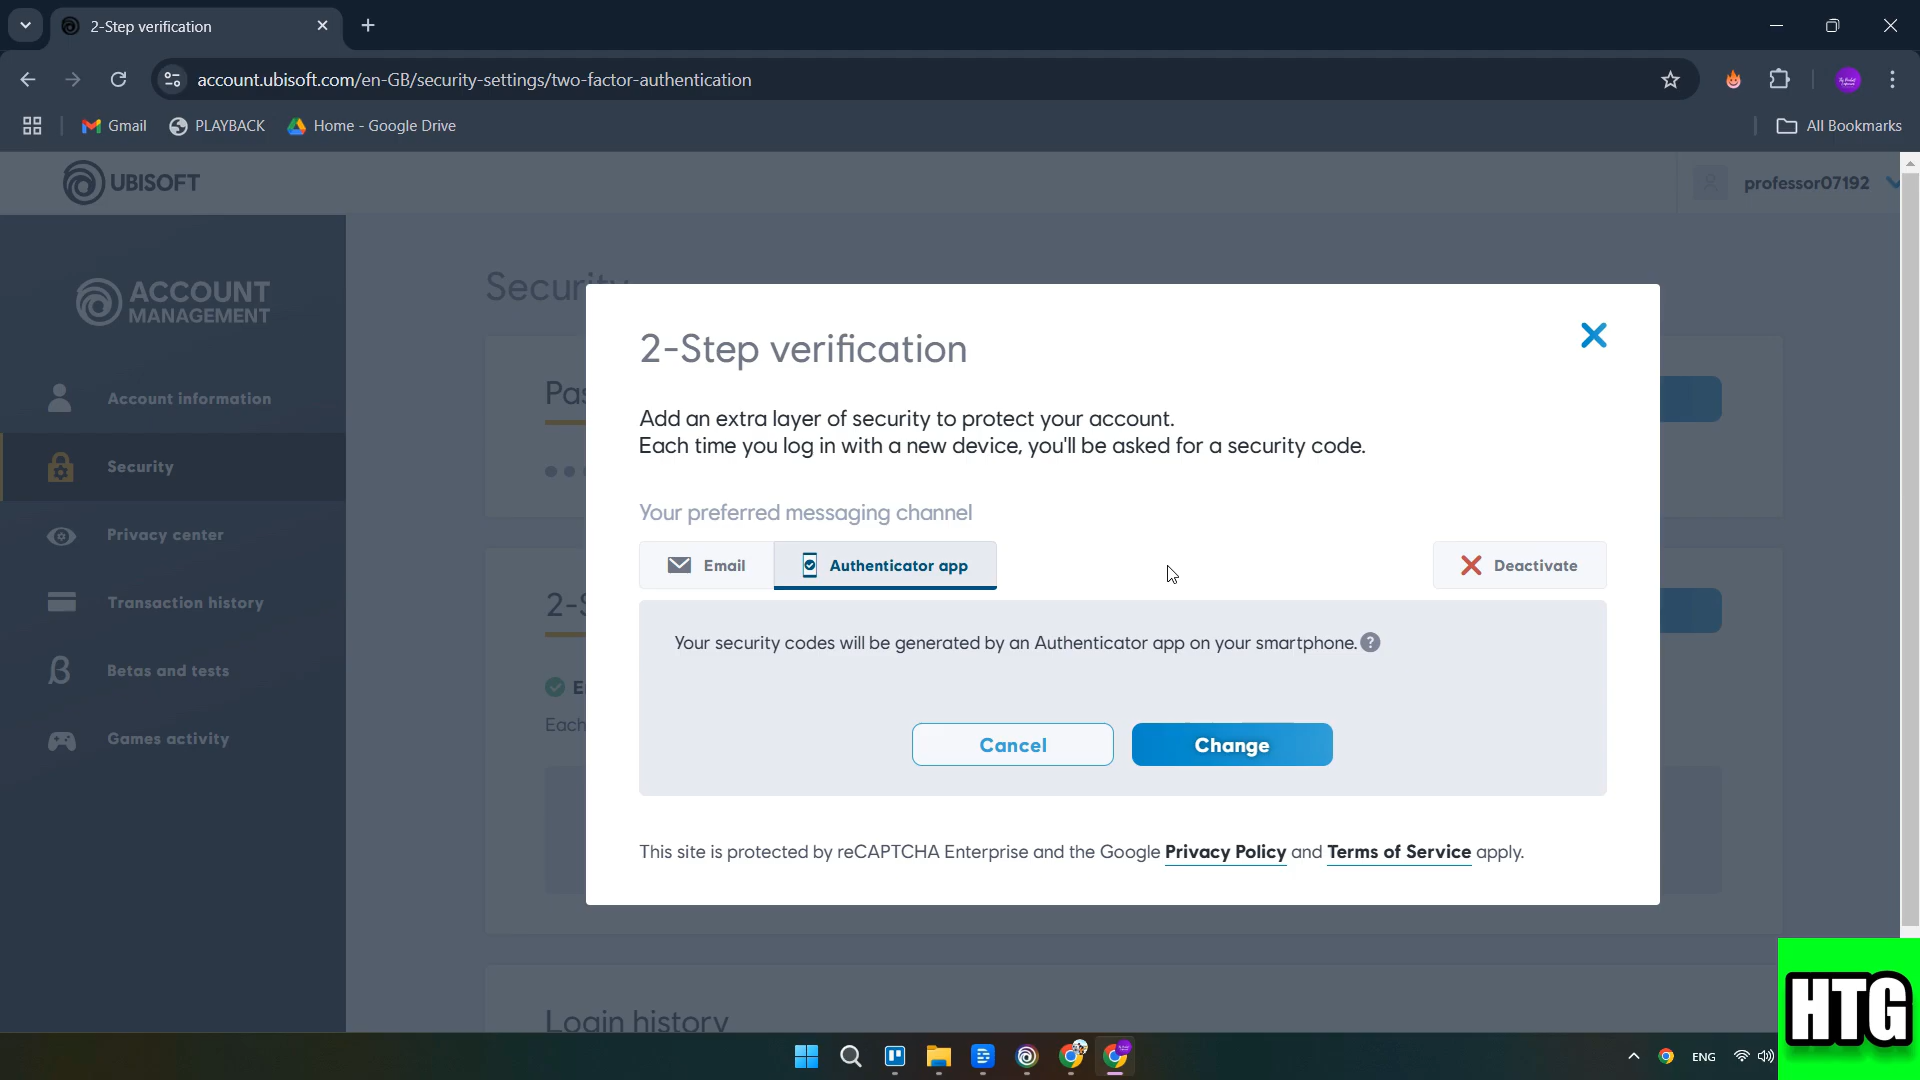 2-Step verification
account.ubisoft.com/en-GB/security-settings/two-factor-authentication
Gmail
PLAYBACK
Home - Google Drive
All Bookmarks
UBISOFT
professor07192
ACCOUNT
MANAGEMENT
Account information
Security
Privacy center
Transaction history
Betas and tests
Games activity
Security
Pas
2-S
E
Each
Login history
2-Step verification
Add an extra layer of security to protect your account.
Each time you log in with a new device, you'll be asked for a security code.
Your preferred messaging channel
Email
Authenticator app
Deactivate
Your security codes will be generated by an Authenticator app on your smartphone. ?
Cancel
Change
This site is protected by reCAPTCHA Enterprise and the Google Privacy Policy and Terms of Service apply.
HTG
ENG